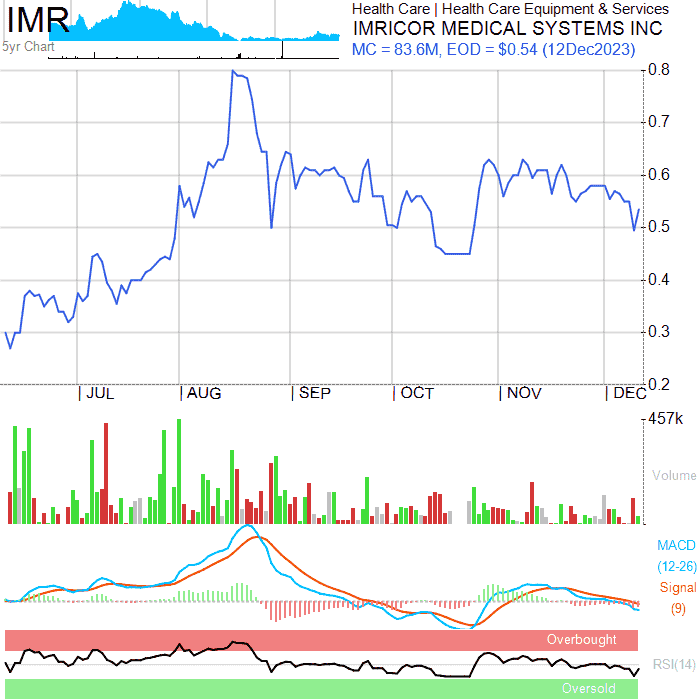 IMR
5yr Chart
Health Care | Health Care Equipment & Services
IMRICOR MEDICAL SYSTEMS INC
MC = 83.6M, EOD = $0.54 (12Dec2023)
0.8
0.7
0.6
0.5
0.4
0.3
0.2
| JUL | AUG | SEP | OCT | NOV | DEC
457k
Volume
MACD
(12-26)
Signal
(9)
Overbought
RSI(14)
Oversold